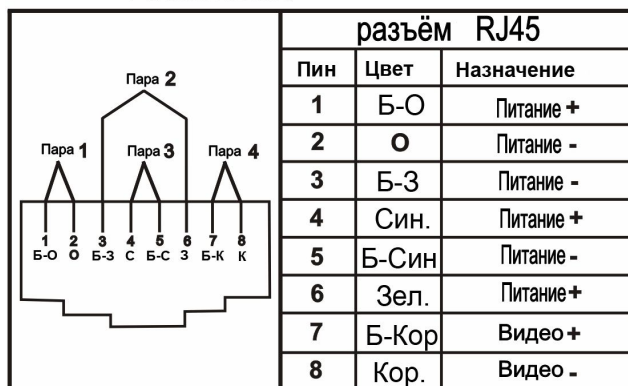 Пара 2
Пара 1 Пара 3 Пара 4
1 2 3 4 5 6 7 8
Б-О О Б-З С Б-С З Б-К К
разъём RJ45
Пин Цвет Назначение
1 Б-О Питание +
2 О Питание -
3 Б-З Питание -
4 Син. Питание +
5 Б-Син Питание -
6 Зел. Питание +
7 Б-Кор Видео +
8 Кор. Видео -